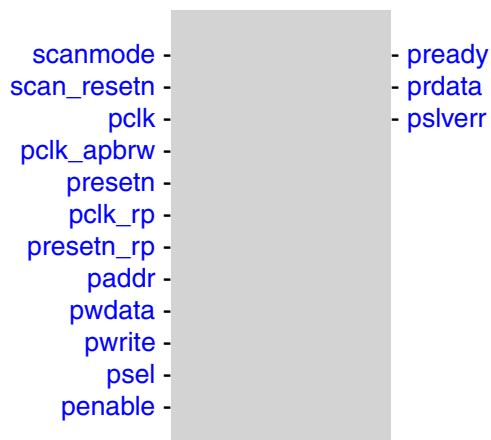 scanmode - - pready
scan_resetn - - prdata
pclk - - pslverr
pclk_apbrw -
presetn -
pclk_rp -
presetn_rp -
paddr -
pwdata -
pwrite -
psel -
penable -